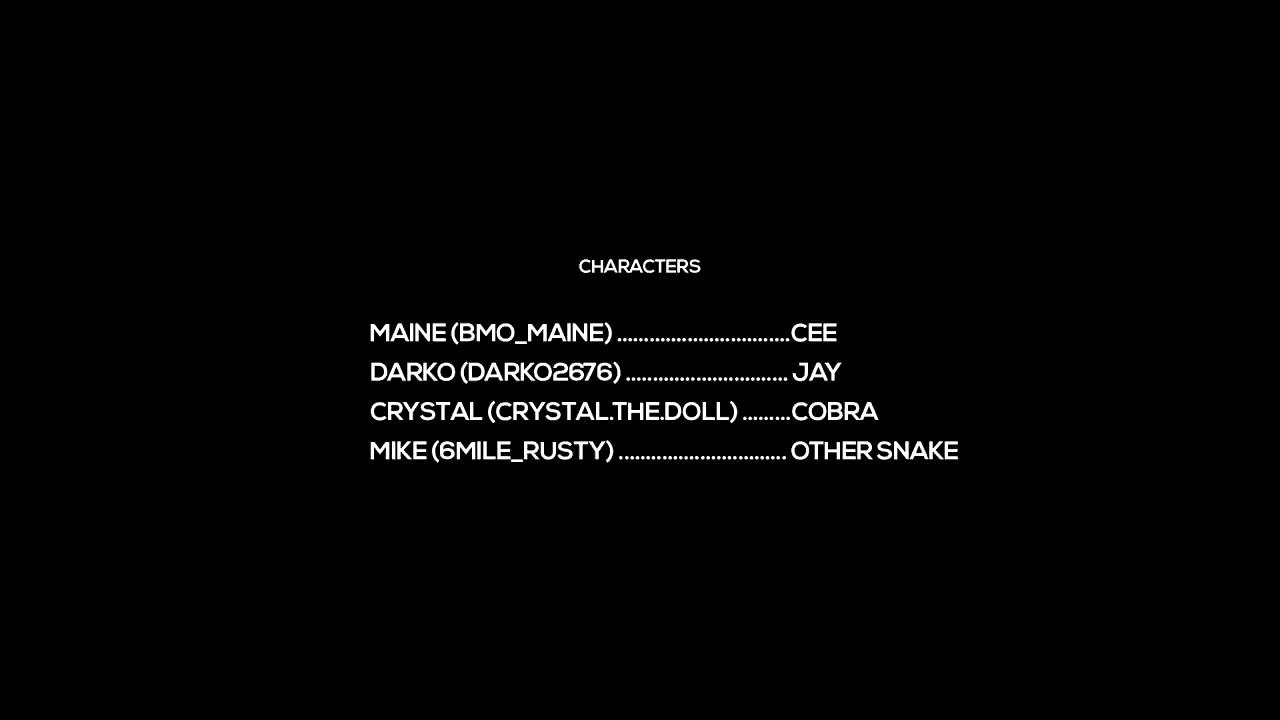 CHARACTERS
MAINE (BMO_MAINE) ................................CEE
DARKO (DARKO2676) .............................. JAY
CRYSTAL (CRYSTAL.THE.DOLL) .........COBRA
MIKE (6MILE_RUSTY) ............................... OTHER SNAKE